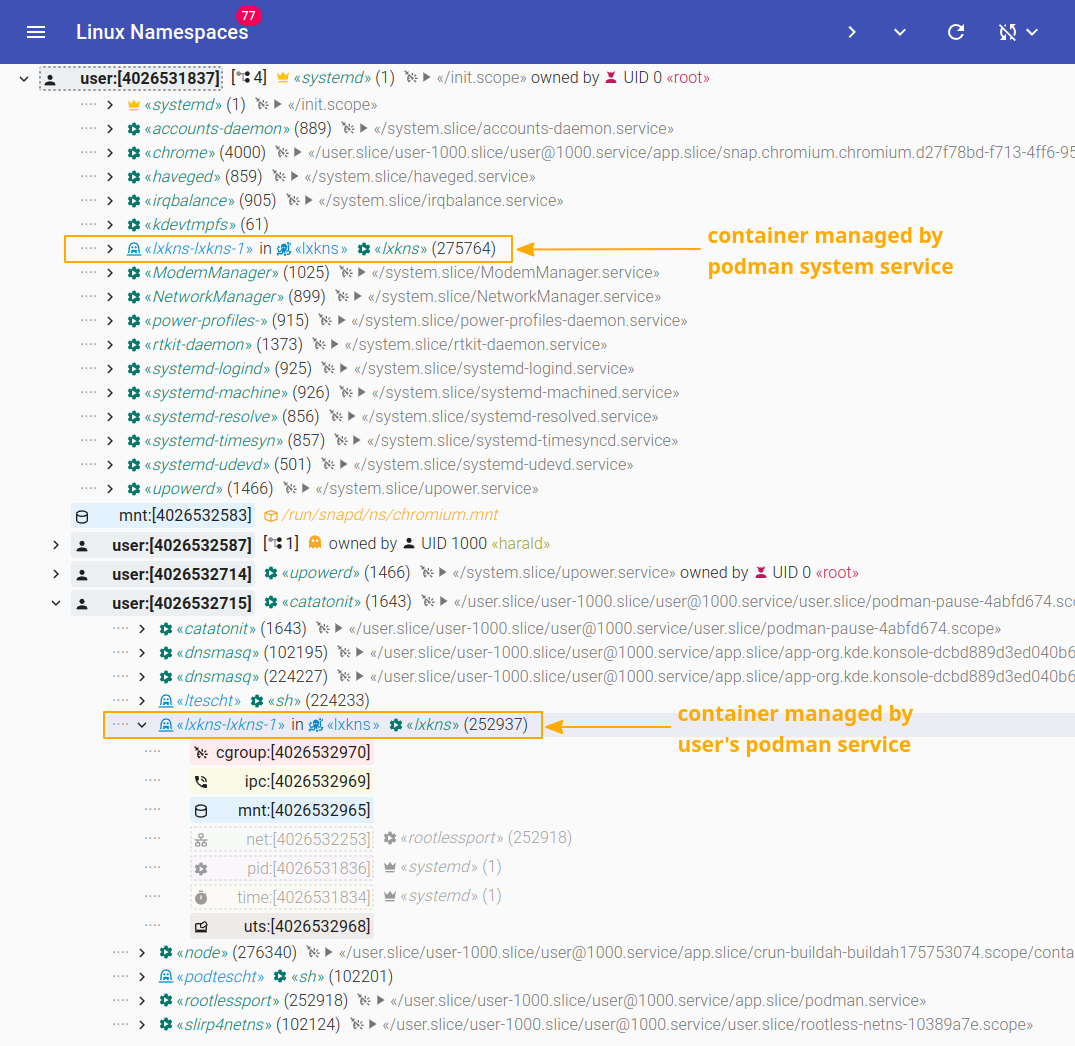 Linux Namespaces 77
user:[4026531837] [4] «systemd» (1) «/init.scope» owned by UID 0 «root»
«systemd» (1) «/init.scope»
«accounts-daemon» (889) «/system.slice/accounts-daemon.service»
«chrome» (4000) «/user.slice/user-1000.slice/user@1000.service/app.slice/snap.chromium.chromium.d27f78bd-f713-4ff6-95
«haveged» (859) «/system.slice/haveged.service»
«irqbalance» (905) «/system.slice/irqbalance.service»
«kdevtmpfs» (61)
«lxkns-lxkns-1» in «lxkns» «lxkns» (275764)
container managed by
podman system service
«ModemManager» (1025) «/system.slice/ModemManager.service»
«NetworkManager» (899) «/system.slice/NetworkManager.service»
«power-profiles-» (915) «/system.slice/power-profiles-daemon.service»
«rtkit-daemon» (1373) «/system.slice/rtkit-daemon.service»
«systemd-logind» (925) «/system.slice/systemd-logind.service»
«systemd-machine» (926) «/system.slice/systemd-machined.service»
«systemd-resolve» (856) «/system.slice/systemd-resolved.service»
«systemd-timesyn» (857) «/system.slice/systemd-timesyncd.service»
«systemd-udevd» (501) «/system.slice/systemd-udevd.service»
«upowerd» (1466) «/system.slice/upower.service»
mnt:[4026532583] /run/snapd/ns/chromium.mnt
user:[4026532587] [1] owned by UID 1000 «harald»
user:[4026532714] «upowerd» (1466) «/system.slice/upower.service» owned by UID 0 «root»
user:[4026532715] «catatonit» (1643) «/user.slice/user-1000.slice/user@1000.service/user.slice/podman-pause-4abfd674.sco
«catatonit» (1643) «/user.slice/user-1000.slice/user@1000.service/user.slice/podman-pause-4abfd674.scope»
«dnsmasq» (102195) «/user.slice/user-1000.slice/user@1000.service/app.slice/app-org.kde.konsole-dcbd889d3ed040b6
«dnsmasq» (224227) «/user.slice/user-1000.slice/user@1000.service/app.slice/app-org.kde.konsole-dcbd889d3ed040b6
«ltescht» «sh» (224233)
«lxkns-lxkns-1» in «lxkns» «lxkns» (252937)
container managed by
user's podman service
cgroup:[4026532970]
ipc:[4026532969]
mnt:[4026532965]
net:[4026532253] «rootlessport» (252918)
pid:[4026531836] «systemd» (1)
time:[4026531834] «systemd» (1)
uts:[4026532968]
«node» (276340) «/user.slice/user-1000.slice/user@1000.service/app.slice/crun-buildah-buildah175753074.scope/conta
«podtescht» «sh» (102201)
«rootlessport» (252918) «/user.slice/user-1000.slice/user@1000.service/app.slice/podman.service»
«slirp4netns» (102124) «/user.slice/user-1000.slice/user@1000.service/user.slice/rootless-netns-10389a7e.scope»